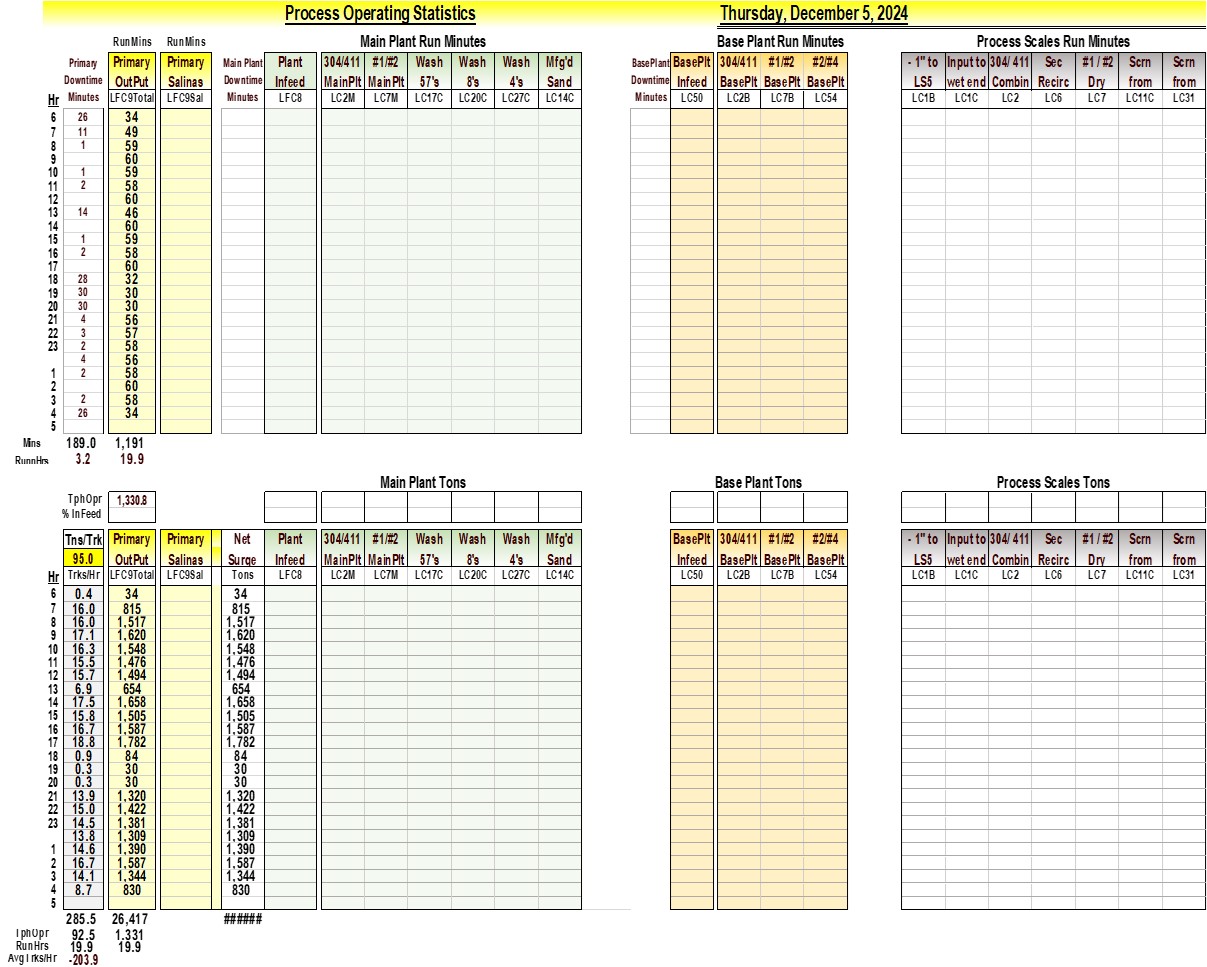 Process Operating Statistics Thursday, December 5, 2024
RunMins RunMins Main Plant Run Minutes Base Plant Run Minutes Process Scales Run Minutes
Primary Primary Primary Main Plant Plant 304/411 #1/#2 Wash Wash Wash Mfg'd BasePlant BasePlt 304/411 #1/#2 #2/#4 - 1" to Input to 304/ 411 Sec #1 / #2 Scrn Scrn
Downtime OutPut Salinas Downtime Infeed MainPlt MainPlt 57's 8's 4's Sand Downtime Infeed BasePlt BasePlt BasePlt LS5 wet end Combin Recirc Dry from from
Hr Minutes LFC9Total LFC9Sal Minutes LFC8 LC2M LC7M LC17C LC20C LC27C LC14C Minutes LC50 LC2B LC7B LC54 LC1B LC1C LC2 LC6 LC7 LC11C LC31
6 26 34
7 11 49
8 1 59
9 60
10 1 59
11 2 58
12 60
13 14 46
14 60
15 1 59
16 2 58
17 60
18 28 32
19 30 30
20 30 30
21 4 56
22 3 57
23 2 58
4 56
1 2 58
2 60
3 2 58
4 26 34
5
Mins 189.0 1,191
RunnHrs 3.2 19.9
Main Plant Tons Base Plant Tons Process Scales Tons
TphOpr 1,330.8
% InFeed
Tns/Trk Primary Primary Net Plant 304/411 #1/#2 Wash Wash Wash Mfg'd BasePlt 304/411 #1/#2 #2/#4 - 1" to Input to 304/ 411 Sec #1 / #2 Scrn Scrn
95.0 OutPut Salinas Surge Infeed MainPlt MainPlt 57's 8's 4's Sand Infeed BasePlt BasePlt BasePlt LS5 wet end Combin Recirc Dry from from
Hr Trks/Hr LFC9Total LFC9Sal Tons LFC8 LC2M LC7M LC17C LC20C LC27C LC14C LC50 LC2B LC7B LC54 LC1B LC1C LC2 LC6 LC7 LC11C LC31
6 0.4 34 34
7 16.0 815 815
8 16.0 1,517 1,517
9 17.1 1,620 1,620
10 16.3 1,548 1,548
11 15.5 1,476 1,476
12 15.7 1,494 1,494
13 6.9 654 654
14 17.5 1,658 1,658
15 15.8 1,505 1,505
16 16.7 1,587 1,587
17 18.8 1,782 1,782
18 0.9 84 84
19 0.3 30 30
20 0.3 30 30
21 13.9 1,320 1,320
22 15.0 1,422 1,422
23 14.5 1,381 1,381
13.8 1,309 1,309
1 14.6 1,390 1,390
2 16.7 1,587 1,587
3 14.1 1,344 1,344
4 8.7 830 830
5
285.5 26,417 ######
TphOpr 92.5 1,331
RunHrs 19.9 19.9
AvgTrks/Hr -203.9